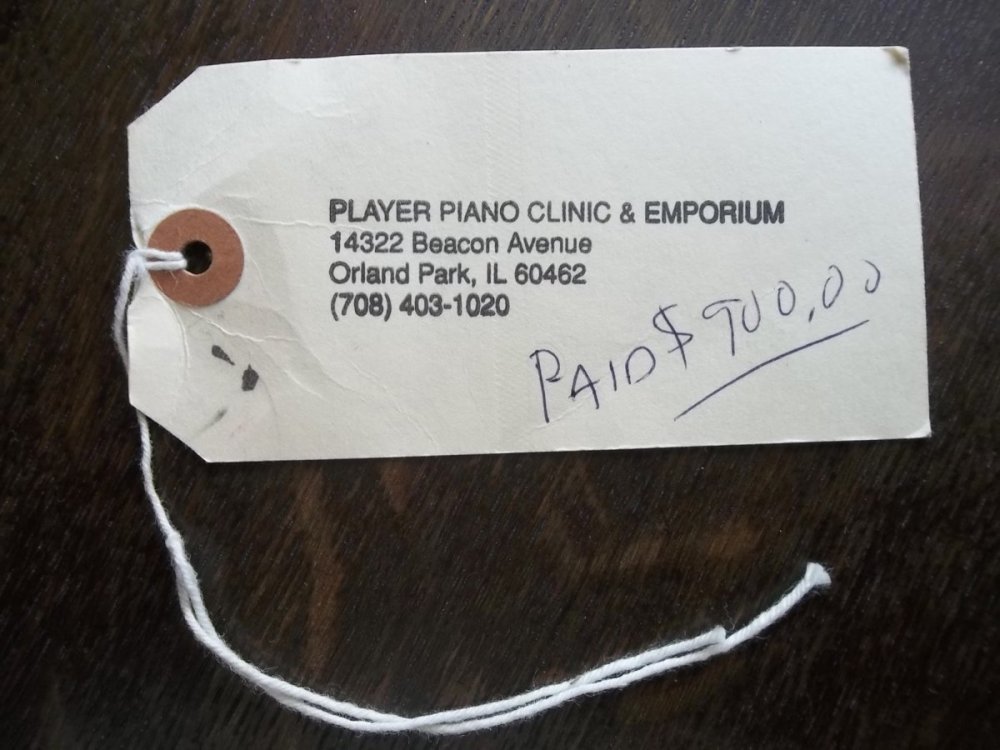 PLAYER PIANO CLINIC & EMPORIUM
14322 Beacon Avenue
Orland Park, IL 60462
(708) 403-1020
PAID $900.00